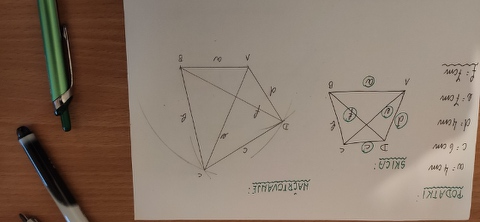 PODATKI:
a = 4 cm
c = 6 cm
d = 4 cm
e = 7 cm
f = 7 cm
SKICA:
D
C
c
d
e
f
b
A
B
a
NAČRTOVANJE:
C
D
c
d
e
f
b
A
B
a